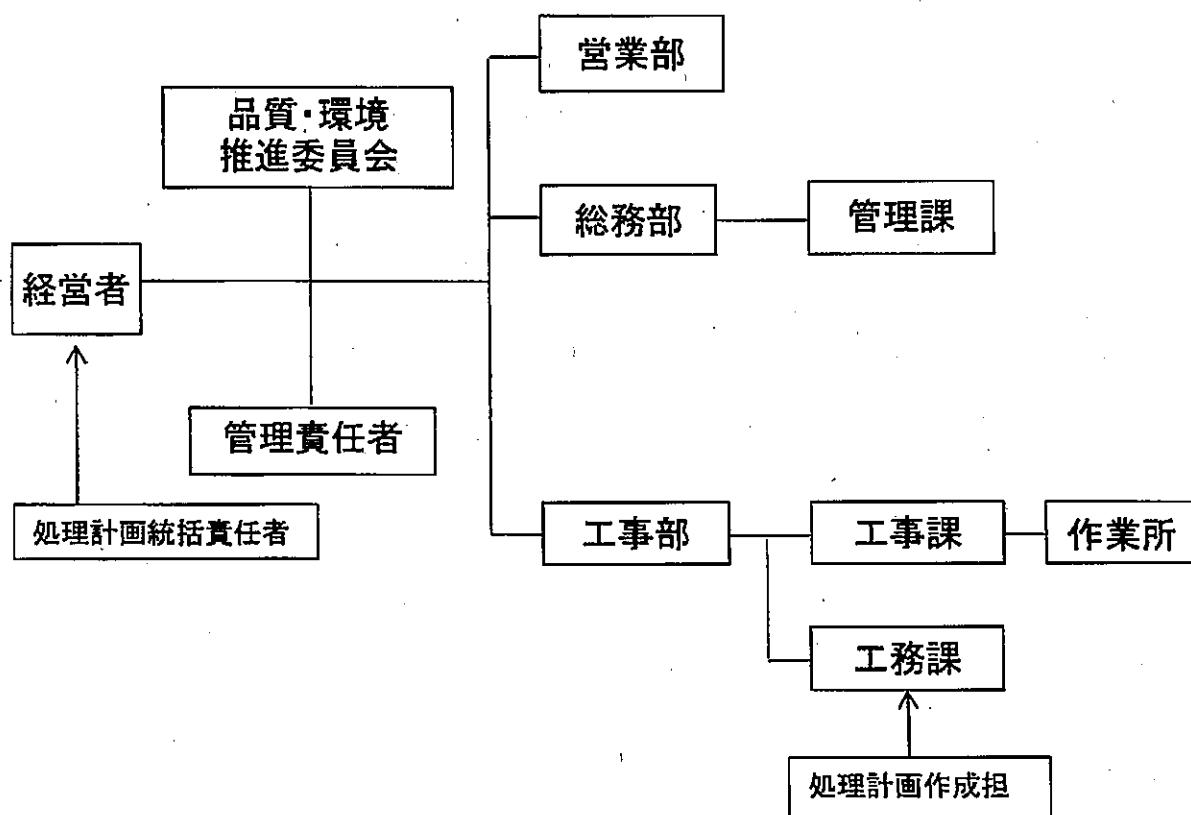 営業部
品質・環境
推進委員会
総務部
管理課
経営者
管理責任者
処理計画統括責任者
工事部
工事課
作業所
工務課
処理計画作成担